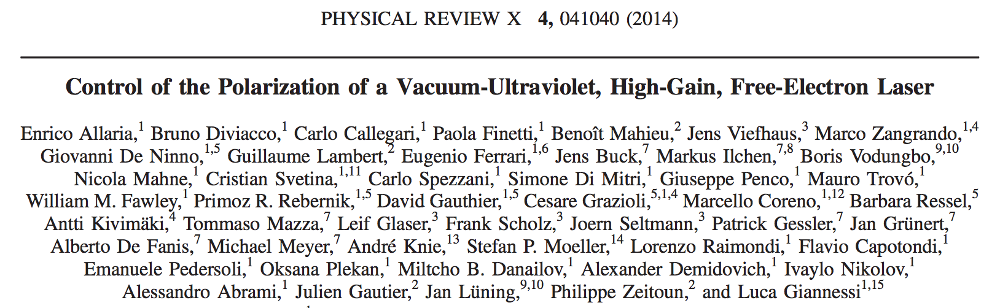 PHYSICAL REVIEW X 4, 041040 (2014)
Control of the Polarization of a Vacuum-Ultraviolet, High-Gain, Free-Electron Laser
Enrico Allaria,1 Bruno Diviacco,1 Carlo Callegari,1 Paola Finetti,1 Benoît Mahieu,2 Jens Viefhaus,3 Marco Zangrando,1,4
Giovanni De Ninno,1,5 Guillaume Lambert,2 Eugenio Ferrari,1,6 Jens Buck,7 Markus Ilchen,7,8 Boris Vodungbo,9,10
Nicola Mahne,1 Cristian Svetina,1,11 Carlo Spezzani,1 Simone Di Mitri,1 Giuseppe Penco,1 Mauro Trovó,1
William M. Fawley,1 Primoz R. Rebernik,1,5 David Gauthier,1,5 Cesare Grazioli,5,1,4 Marcello Coreno,1,12 Barbara Ressel,5
Antti Kivimäki,4 Tommaso Mazza,7 Leif Glaser,3 Frank Scholz,3 Joern Seltmann,3 Patrick Gessler,7 Jan Grünert,7
Alberto De Fanis,7 Michael Meyer,7 André Knie,13 Stefan P. Moeller,14 Lorenzo Raimondi,1 Flavio Capotondi,1
Emanuele Pedersoli,1 Oksana Plekan,1 Miltcho B. Danailov,1 Alexander Demidovich,1 Ivaylo Nikolov,1
Alessandro Abrami,1 Julien Gautier,2 Jan Lüning,9,10 Philippe Zeitoun,2 and Luca Giannessi1,15